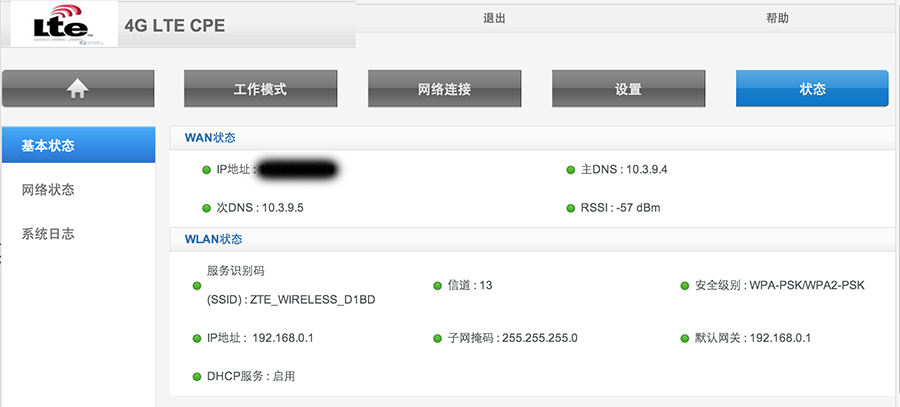 LTE
4G LTE CPE
退出
帮助
工作模式
网络连接
设置
状态
基本状态
网络状态
系统日志
WAN状态
IP地址 :
主DNS : 10.3.9.4
次DNS : 10.3.9.5
RSSI : -57 dBm
WLAN状态
服务识别码
(SSID) : ZTE_WIRELESS_D1BD
信道 : 13
安全级别 : WPA-PSK/WPA2-PSK
IP地址 : 192.168.0.1
子网掩码 : 255.255.255.0
默认网关 : 192.168.0.1
DHCP服务 : 启用